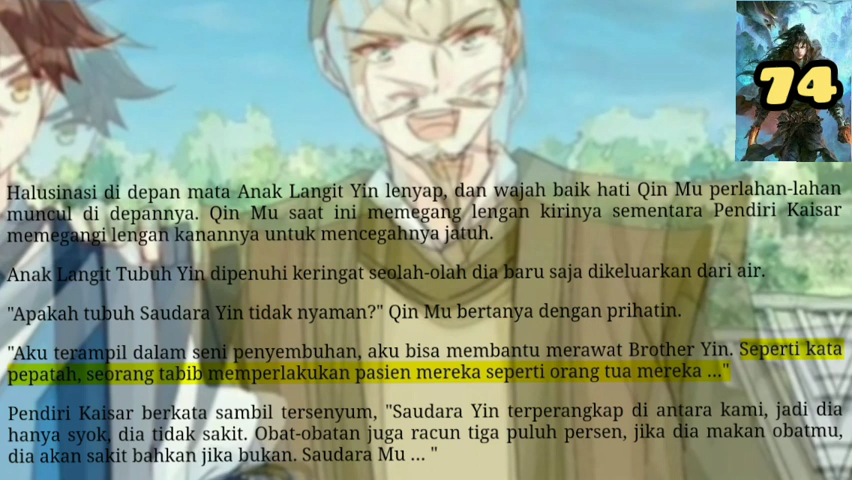 74
Halusinasi di depan mata Anak Langit Yin lenyap, dan wajah baik hati Qin Mu perlahan-lahan
muncul di depannya. Qin Mu saat ini memegang lengan kirinya sementara Pendiri Kaisar
memegangi lengan kanannya untuk mencegahnya jatuh.
Anak Langit Tubuh Yin dipenuhi keringat seolah-olah dia baru saja dikeluarkan dari air.
"Apakah tubuh Saudara Yin tidak nyaman?" Qin Mu bertanya dengan prihatin.
"Aku terampil dalam seni penyembuhan, aku bisa membantu merawat Brother Yin. Seperti kata
pepatah, seorang tabib memperlakukan pasien mereka seperti orang tua mereka ..."
Pendiri Kaisar berkata sambil tersenyum, "Saudara Yin terperangkap di antara kami, jadi dia
hanya syok, dia tidak sakit. Obat-obatan juga racun tiga puluh persen, jika dia makan obatmu,
dia akan sakit bahkan jika bukan. Saudara Mu ... "